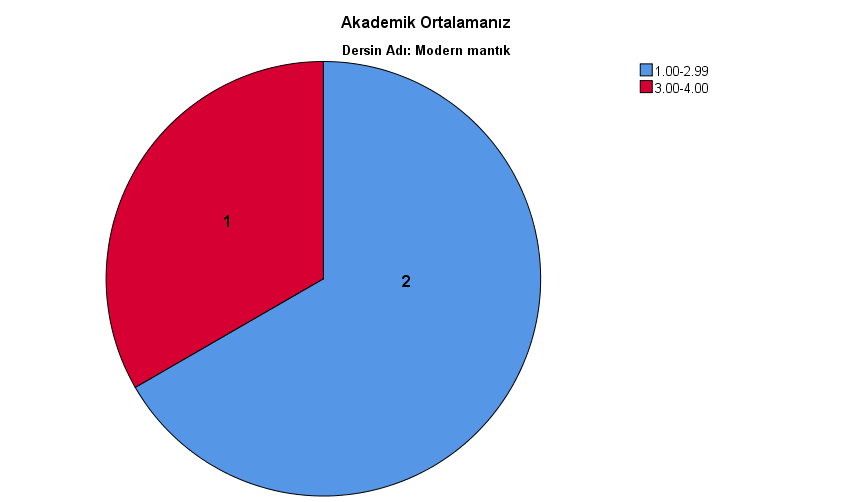 Akademik Ortalamanız
Dersin Adı: Modern mantık
1.00-2.99
3.00-4.00
1
2